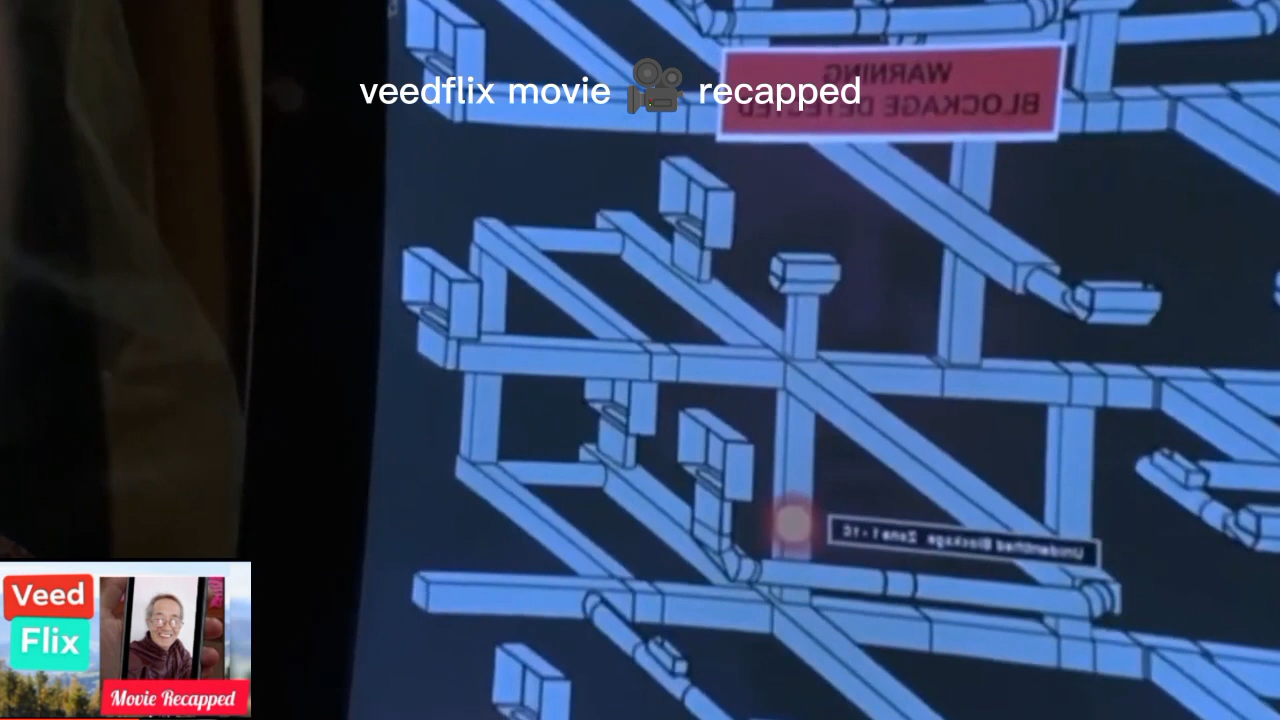 veedflix movie 🎥 recapped
WARNING
BLOCKAGE DETECTED
Unidentified Blockage Zone 1 - 1C
Veed
Flix
Movie Recapped